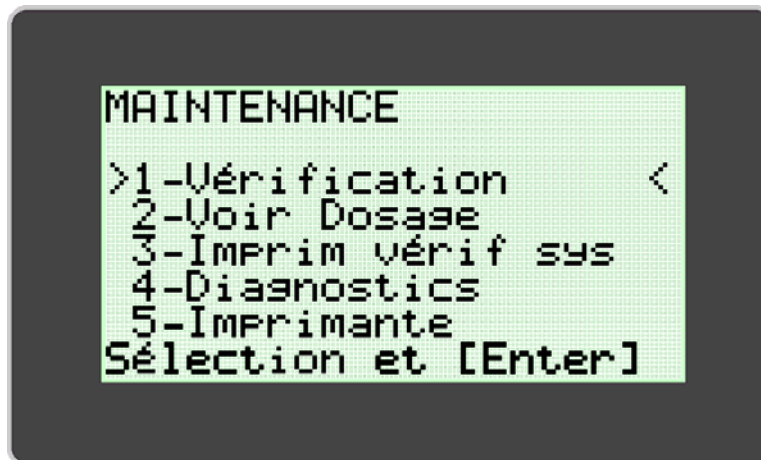 MAINTENANCE
>1-Vérification <
2-Voir Dosage
3-Imprim vérif sys
4-Diagnostics
5-Imprimante
Sélection et [Enter]